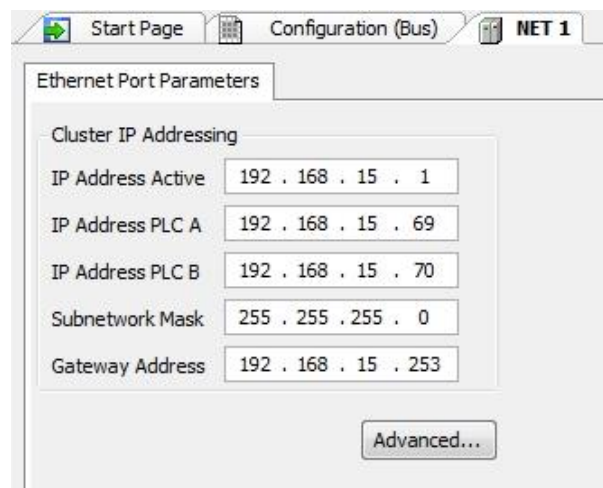 Start Page Configuration (Bus) NET 1
Ethernet Port Parameters
Cluster IP Addressing
IP Address Active 192 . 168 . 15 . 1
IP Address PLC A 192 . 168 . 15 . 69
IP Address PLC B 192 . 168 . 15 . 70
Subnetwork Mask 255 . 255 . 255 . 0
Gateway Address 192 . 168 . 15 . 253
Advanced...